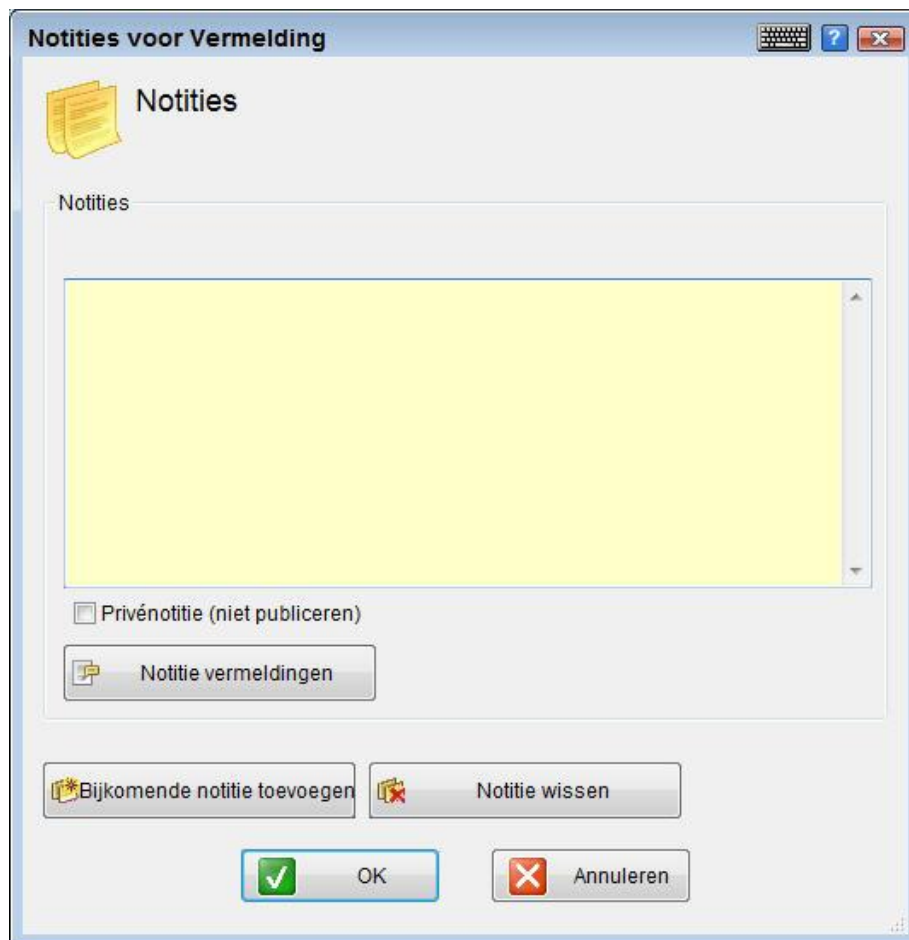 Notities voor Vermelding
?
Notities
Notities
Privénotitie (niet publiceren)
Notitie vermeldingen
Bijkomende notitie toevoegen
Notitie wissen
OK
Annuleren